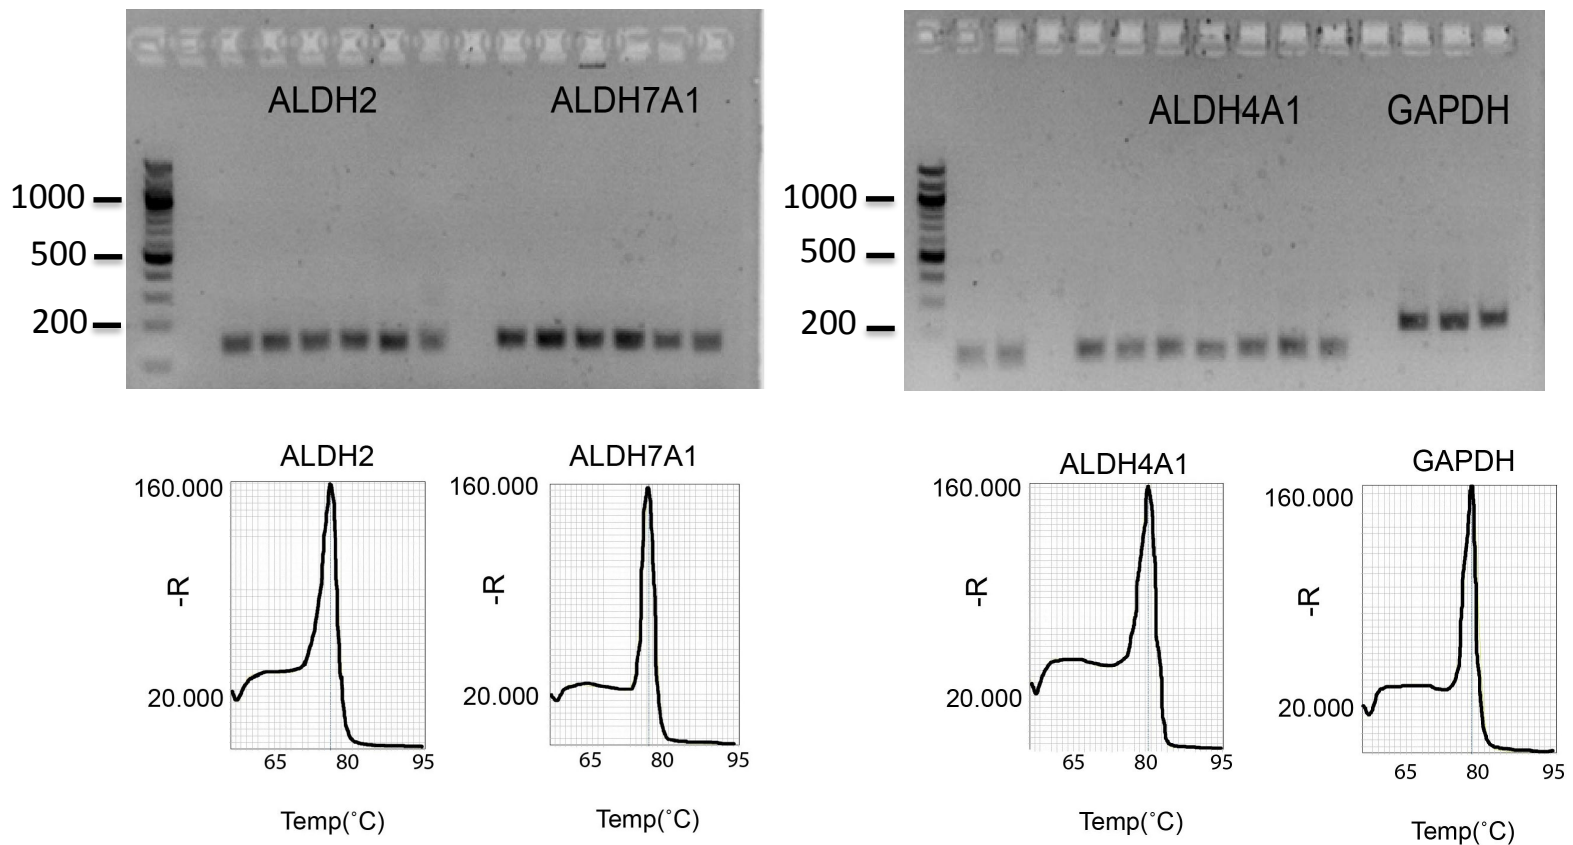 ALDH2
ALDH7A1
1000
500
200
ALDH4A1
GAPDH
1000
500
200
ALDH2
160.000
-R
20.000
65 80 95
Temp(˚C)
ALDH7A1
160.000
-R
20.000
65 80 95
Temp(˚C)
ALDH4A1
160.000
-R
20.000
65 80 95
Temp(˚C)
GAPDH
160.000
-R
20.000
65 80 95
Temp(˚C)